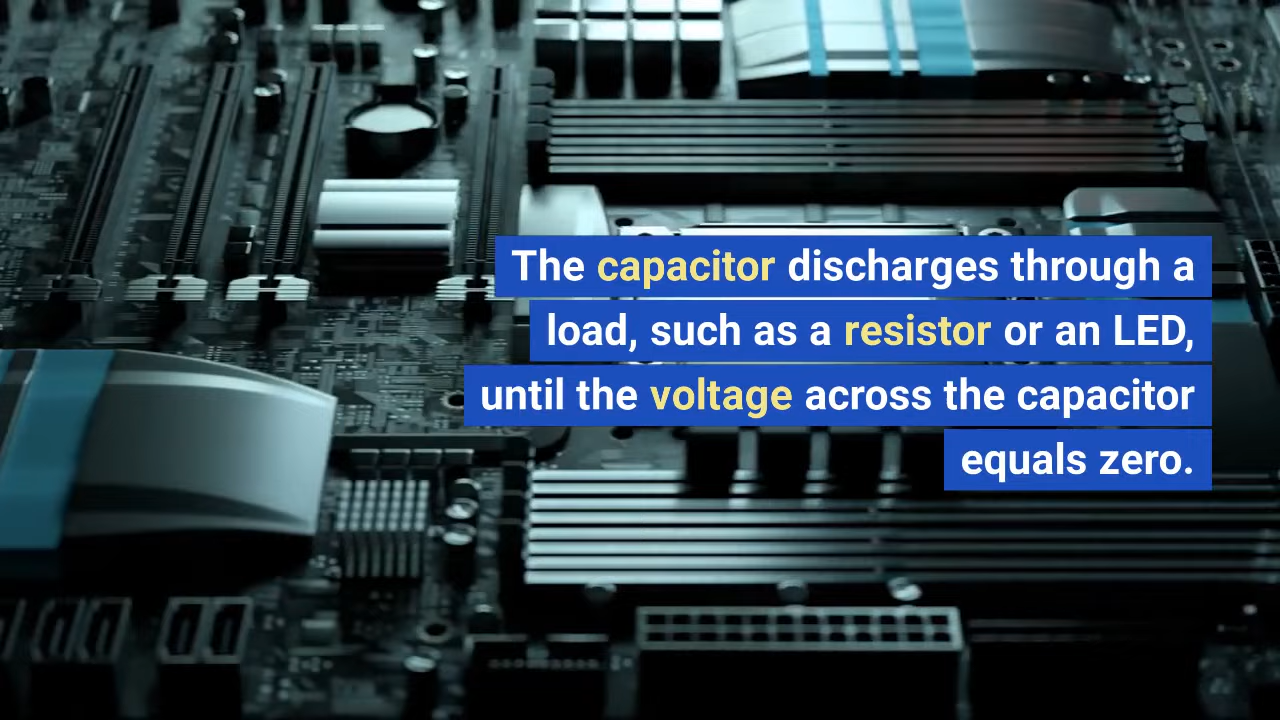 The capacitor discharges through a
load, such as a resistor or an LED,
until the voltage across the capacitor
equals zero.